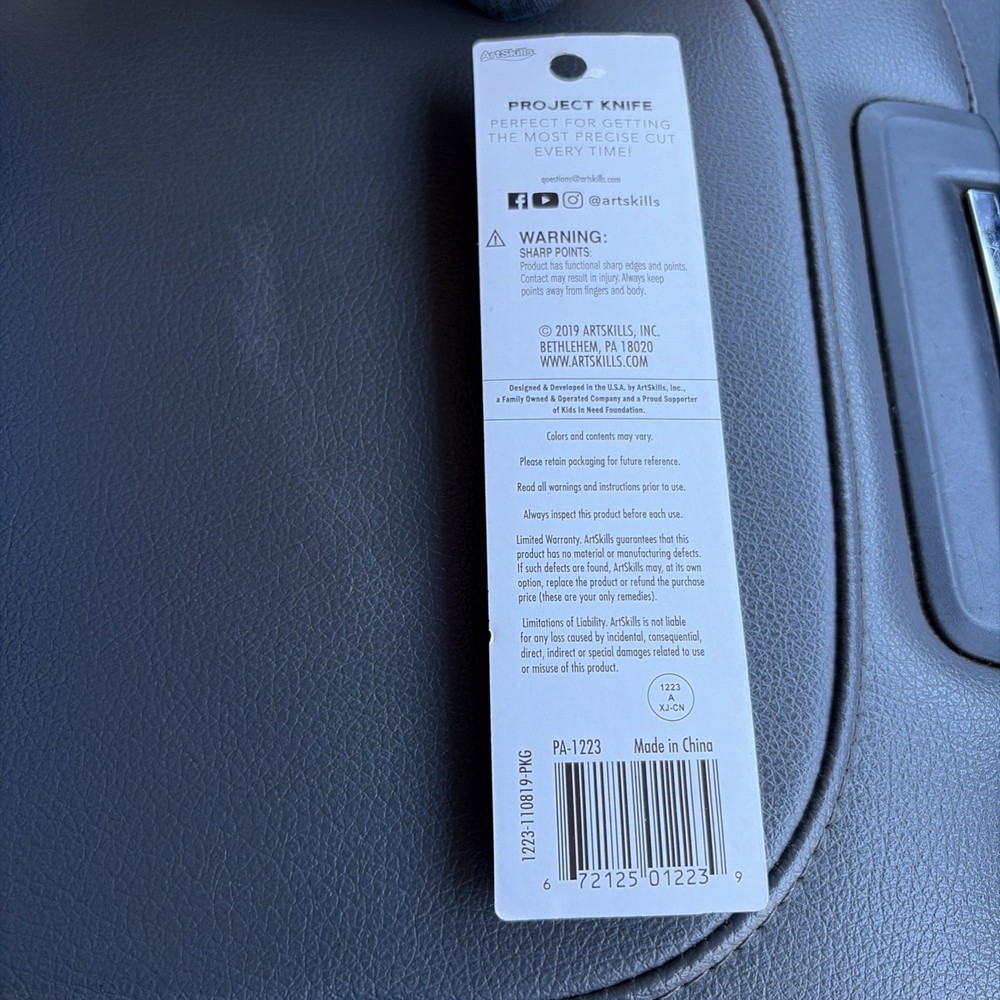 ArtSkills
PROJECT KNIFE
PERFECT FOR GETTING
THE MOST PRECISE CUT
EVERY TIME!
questions@artskills.com
@artskills
WARNING:
SHARP POINTS:
Product has functional sharp edges and points.
Contact may result in injury. Always keep
points away from fingers and body.
© 2019 ARTSKILLS, INC.
BETHLEHEM, PA 18020
WWW.ARTSKILLS.COM
Designed & Developed in the U.S.A. by ArtSkills, Inc.,
a Family Owned & Operated Company and a Proud Supporter
of Kids In Need Foundation.
Colors and contents may vary.
Please retain packaging for future reference.
Read all warnings and instructions prior to use.
Always inspect this product before each use.
Limited Warranty. ArtSkills guarantees that this
product has no material or manufacturing defects.
If such defects are found, ArtSkills may, at its own
option, replace the product or refund the purchase
price (these are your only remedies).
Limitations of Liability. ArtSkills is not liable
for any loss caused by incidental, consequential,
direct, indirect or special damages related to use
or misuse of this product.
1223
A
XJ-CN
PA-1223 Made in China
1223-110819-PKG
6 72125 01223 9